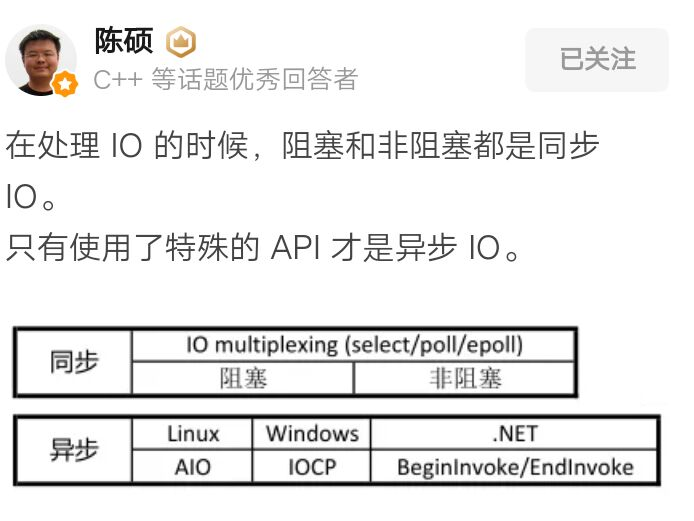 陈硕
已关注
C++ 等话题优秀回答者
在处理 IO 的时候，阻塞和非阻塞都是同步
IO。
只有使用了特殊的 API 才是异步 IO。
同步
IO multiplexing (select/poll/epoll)
阻塞 非阻塞
异步
Linux Windows .NET
AIO IOCP BeginInvoke/EndInvoke